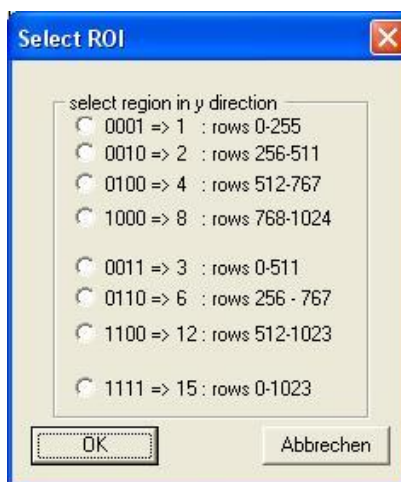 Select ROI
select region in y direction
0001 => 1 : rows 0-255
0010 => 2 : rows 256-511
0100 => 4 : rows 512-767
1000 => 8 : rows 768-1024
0011 => 3 : rows 0-511
0110 => 6 : rows 256 - 767
1100 => 12 : rows 512-1023
1111 => 15 : rows 0-1023
OK Abbrechen